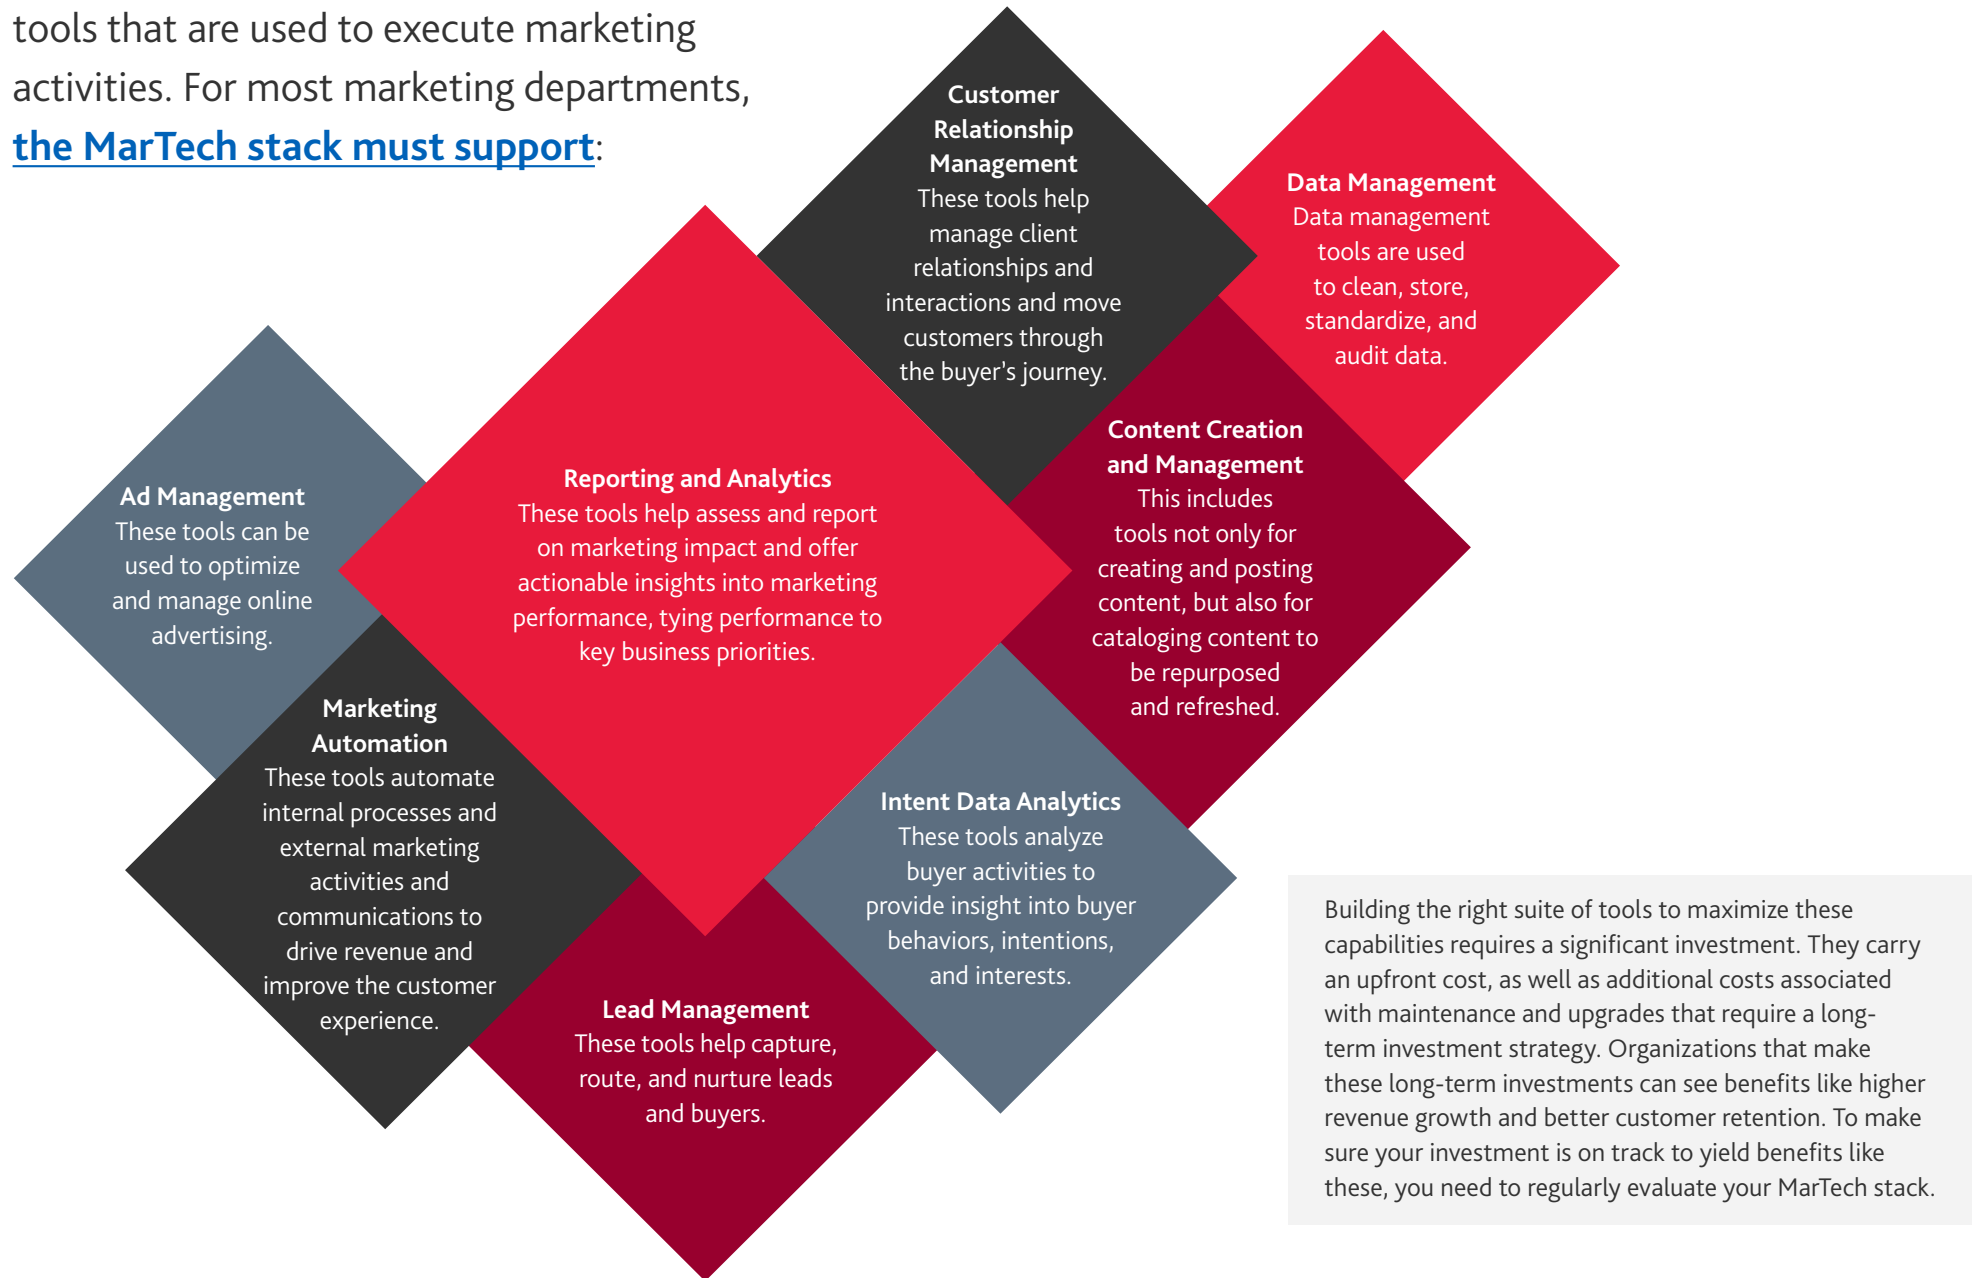 tools that are used to execute marketing
activities. For most marketing departments,
the MarTech stack must support:
Customer
Relationship
Management
These tools help
manage client
relationships and
interactions and move
customers through
the buyer's journey.
Data Management
Data management
tools are used
to clean, store,
standardize, and
audit data.
Ad Management
These tools can be
used to optimize
and manage online
advertising.
Reporting and Analytics
These tools help assess and report
on marketing impact and offer
actionable insights into marketing
performance, tying performance to
key business priorities.
Content Creation
and Management
This includes
tools not only for
creating and posting
content, but also for
cataloging content to
be repurposed
and refreshed.
Marketing
Automation
These tools automate
internal processes and
external marketing
activities and
communications to
drive revenue and
improve the customer
experience.
Intent Data Analytics
These tools analyze
buyer activities to
provide insight into buyer
behaviors, intentions,
and interests.
Lead Management
These tools help capture,
route, and nurture leads
and buyers.
Building the right suite of tools to maximize these
capabilities requires a significant investment. They carry
an upfront cost, as well as additional costs associated
with maintenance and upgrades that require a long-
term investment strategy. Organizations that make
these long-term investments can see benefits like higher
revenue growth and better customer retention. To make
sure your investment is on track to yield benefits like
these, you need to regularly evaluate your MarTech stack.